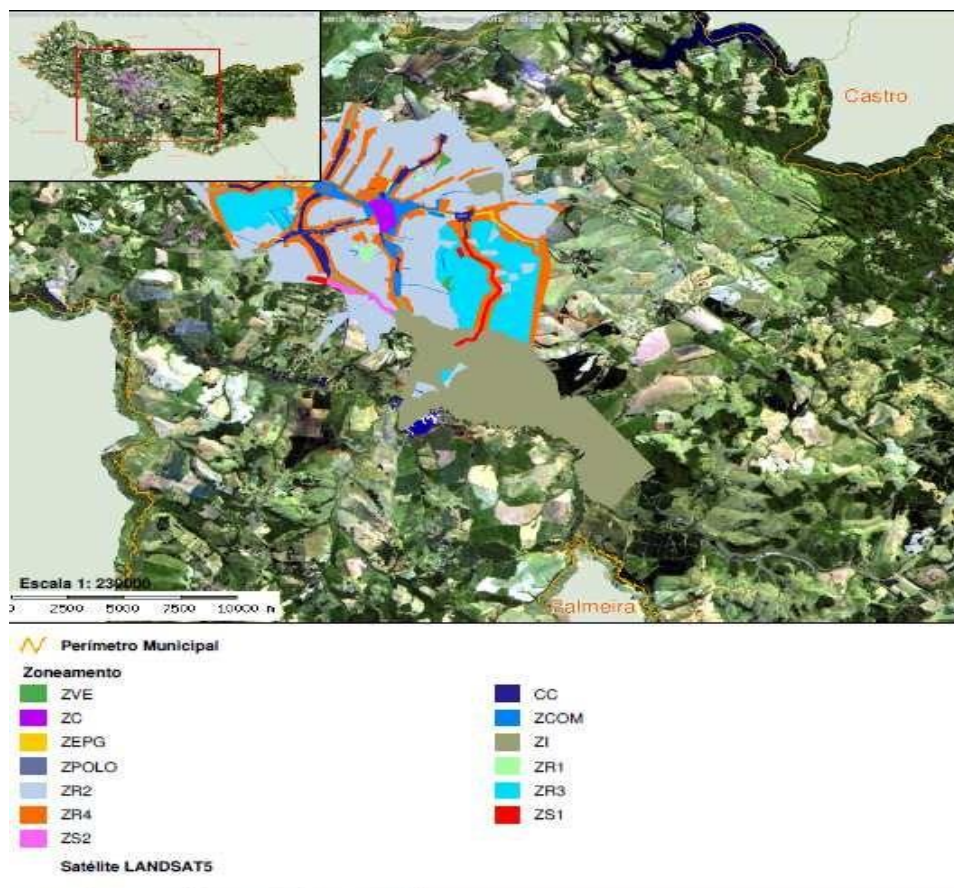 Castro
Palmeira
Escala 1: 230000
0 2500 5000 7500 10000 m
Perímetro Municipal
Zoneamento
ZVE
ZC
ZEPG
ZPOLO
ZR2
ZR4
ZS2
CC
ZCOM
ZI
ZR1
ZR3
ZS1
Satélite LANDSAT5